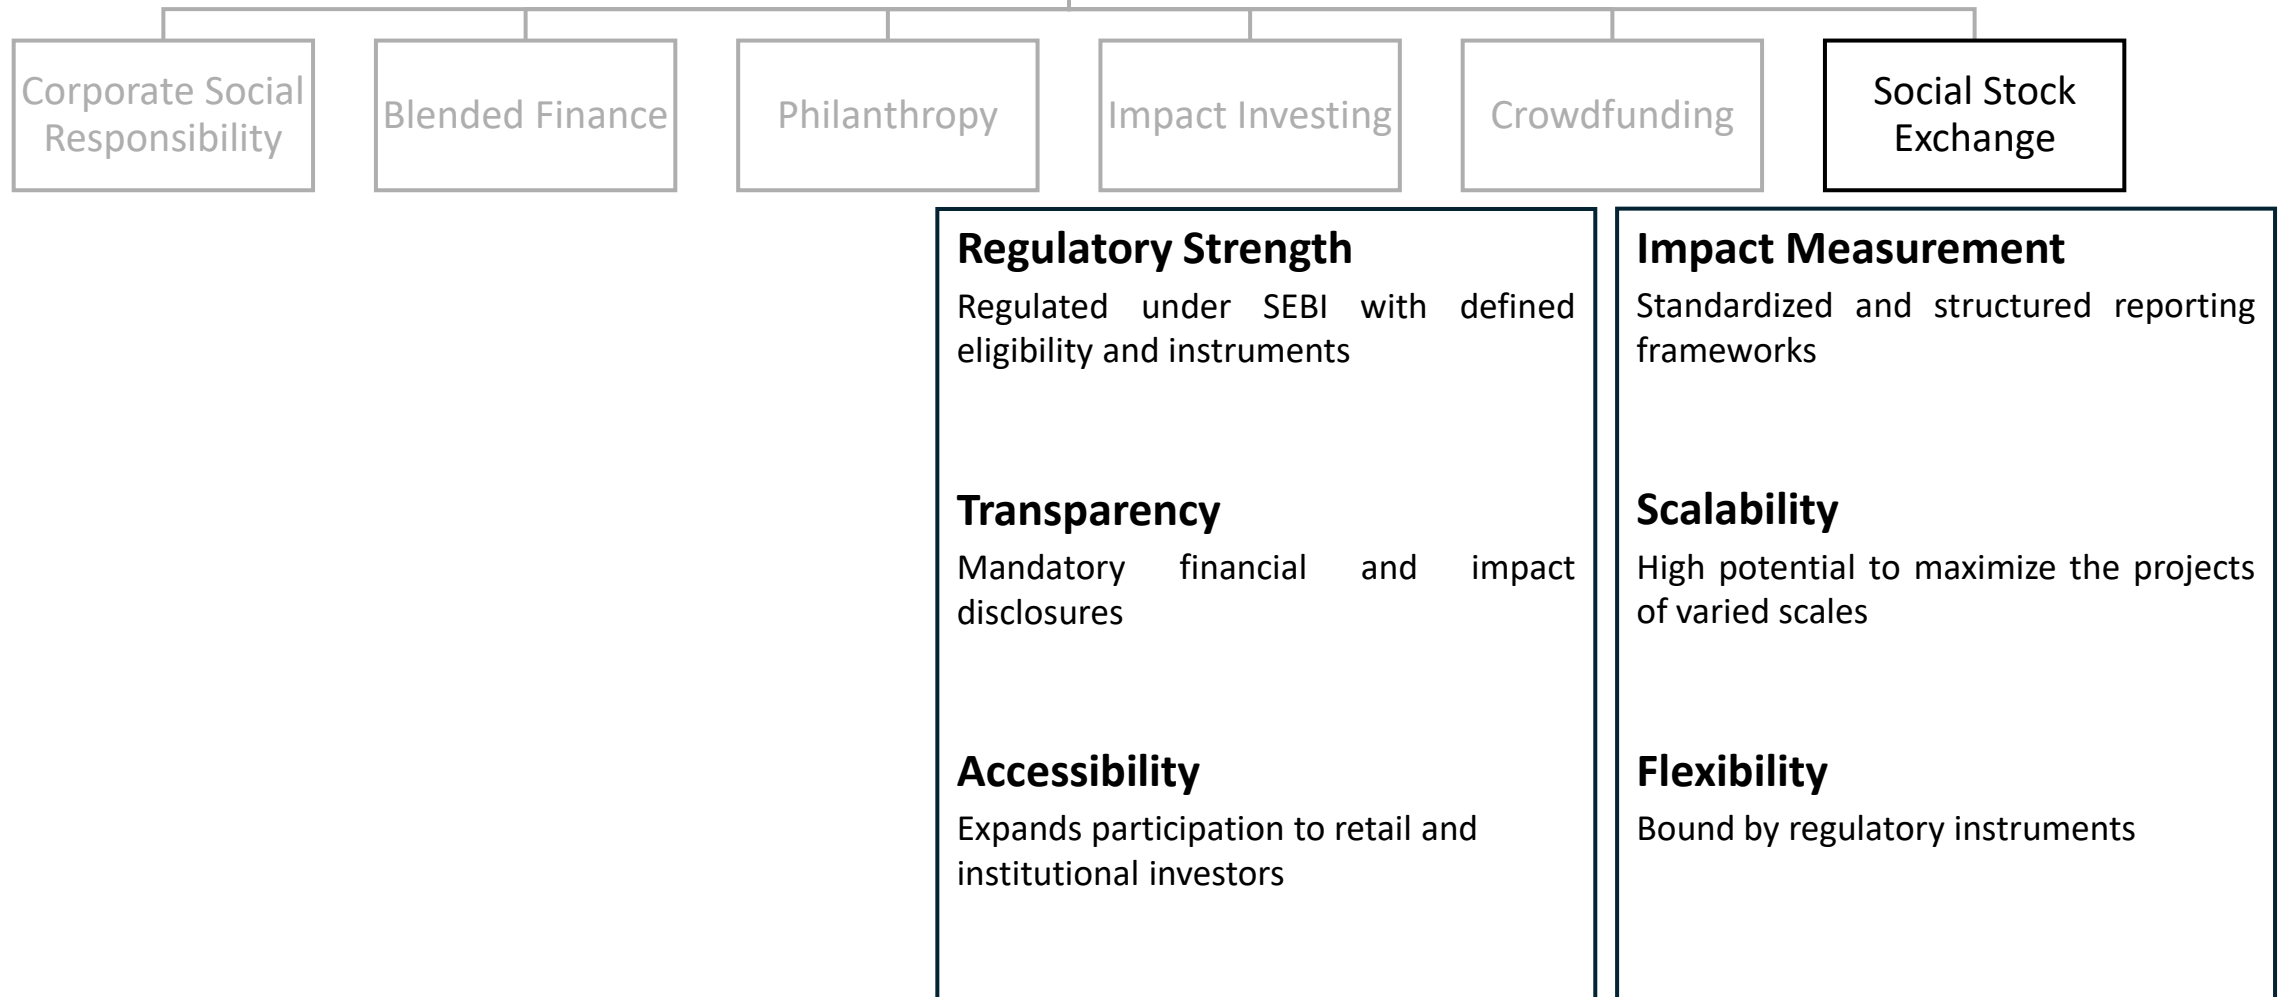 Corporate Social
Responsibility
Blended Finance
Philanthropy
Impact Investing
Crowdfunding
Social Stock
Exchange
Regulatory Strength
Regulated under SEBI with defined
eligibility and instruments
Transparency
Mandatory financial and impact
disclosures
Accessibility
Expands participation to retail and
institutional investors
Impact Measurement
Standardized and structured reporting
frameworks
Scalability
High potential to maximize the projects
of varied scales
Flexibility
Bound by regulatory instruments